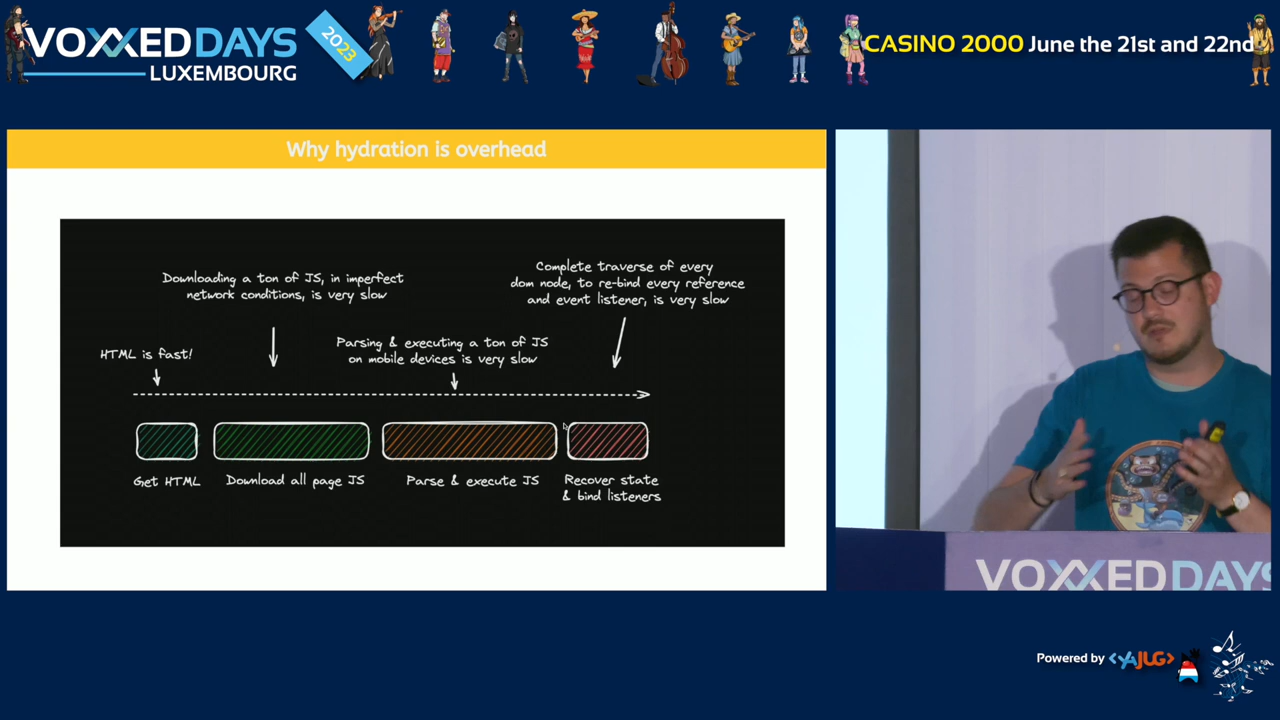 VOXXED DAYS
LUXEMBOURG
2023
CASINO 2000 June the 21st and 22nd
Why hydration is overhead
Downloading a ton of JS, in imperfect
network conditions, is very slow
Complete traverse of every
dom node, to re-bind every reference
and event listener, is very slow
HTML is fast!
Parsing & executing a ton of JS
on mobile devices is very slow
Get HTML
Download all page JS
Parse & execute JS
Recover state
& bind listeners
VOXXED DAYS
Powered by <YAJUG>